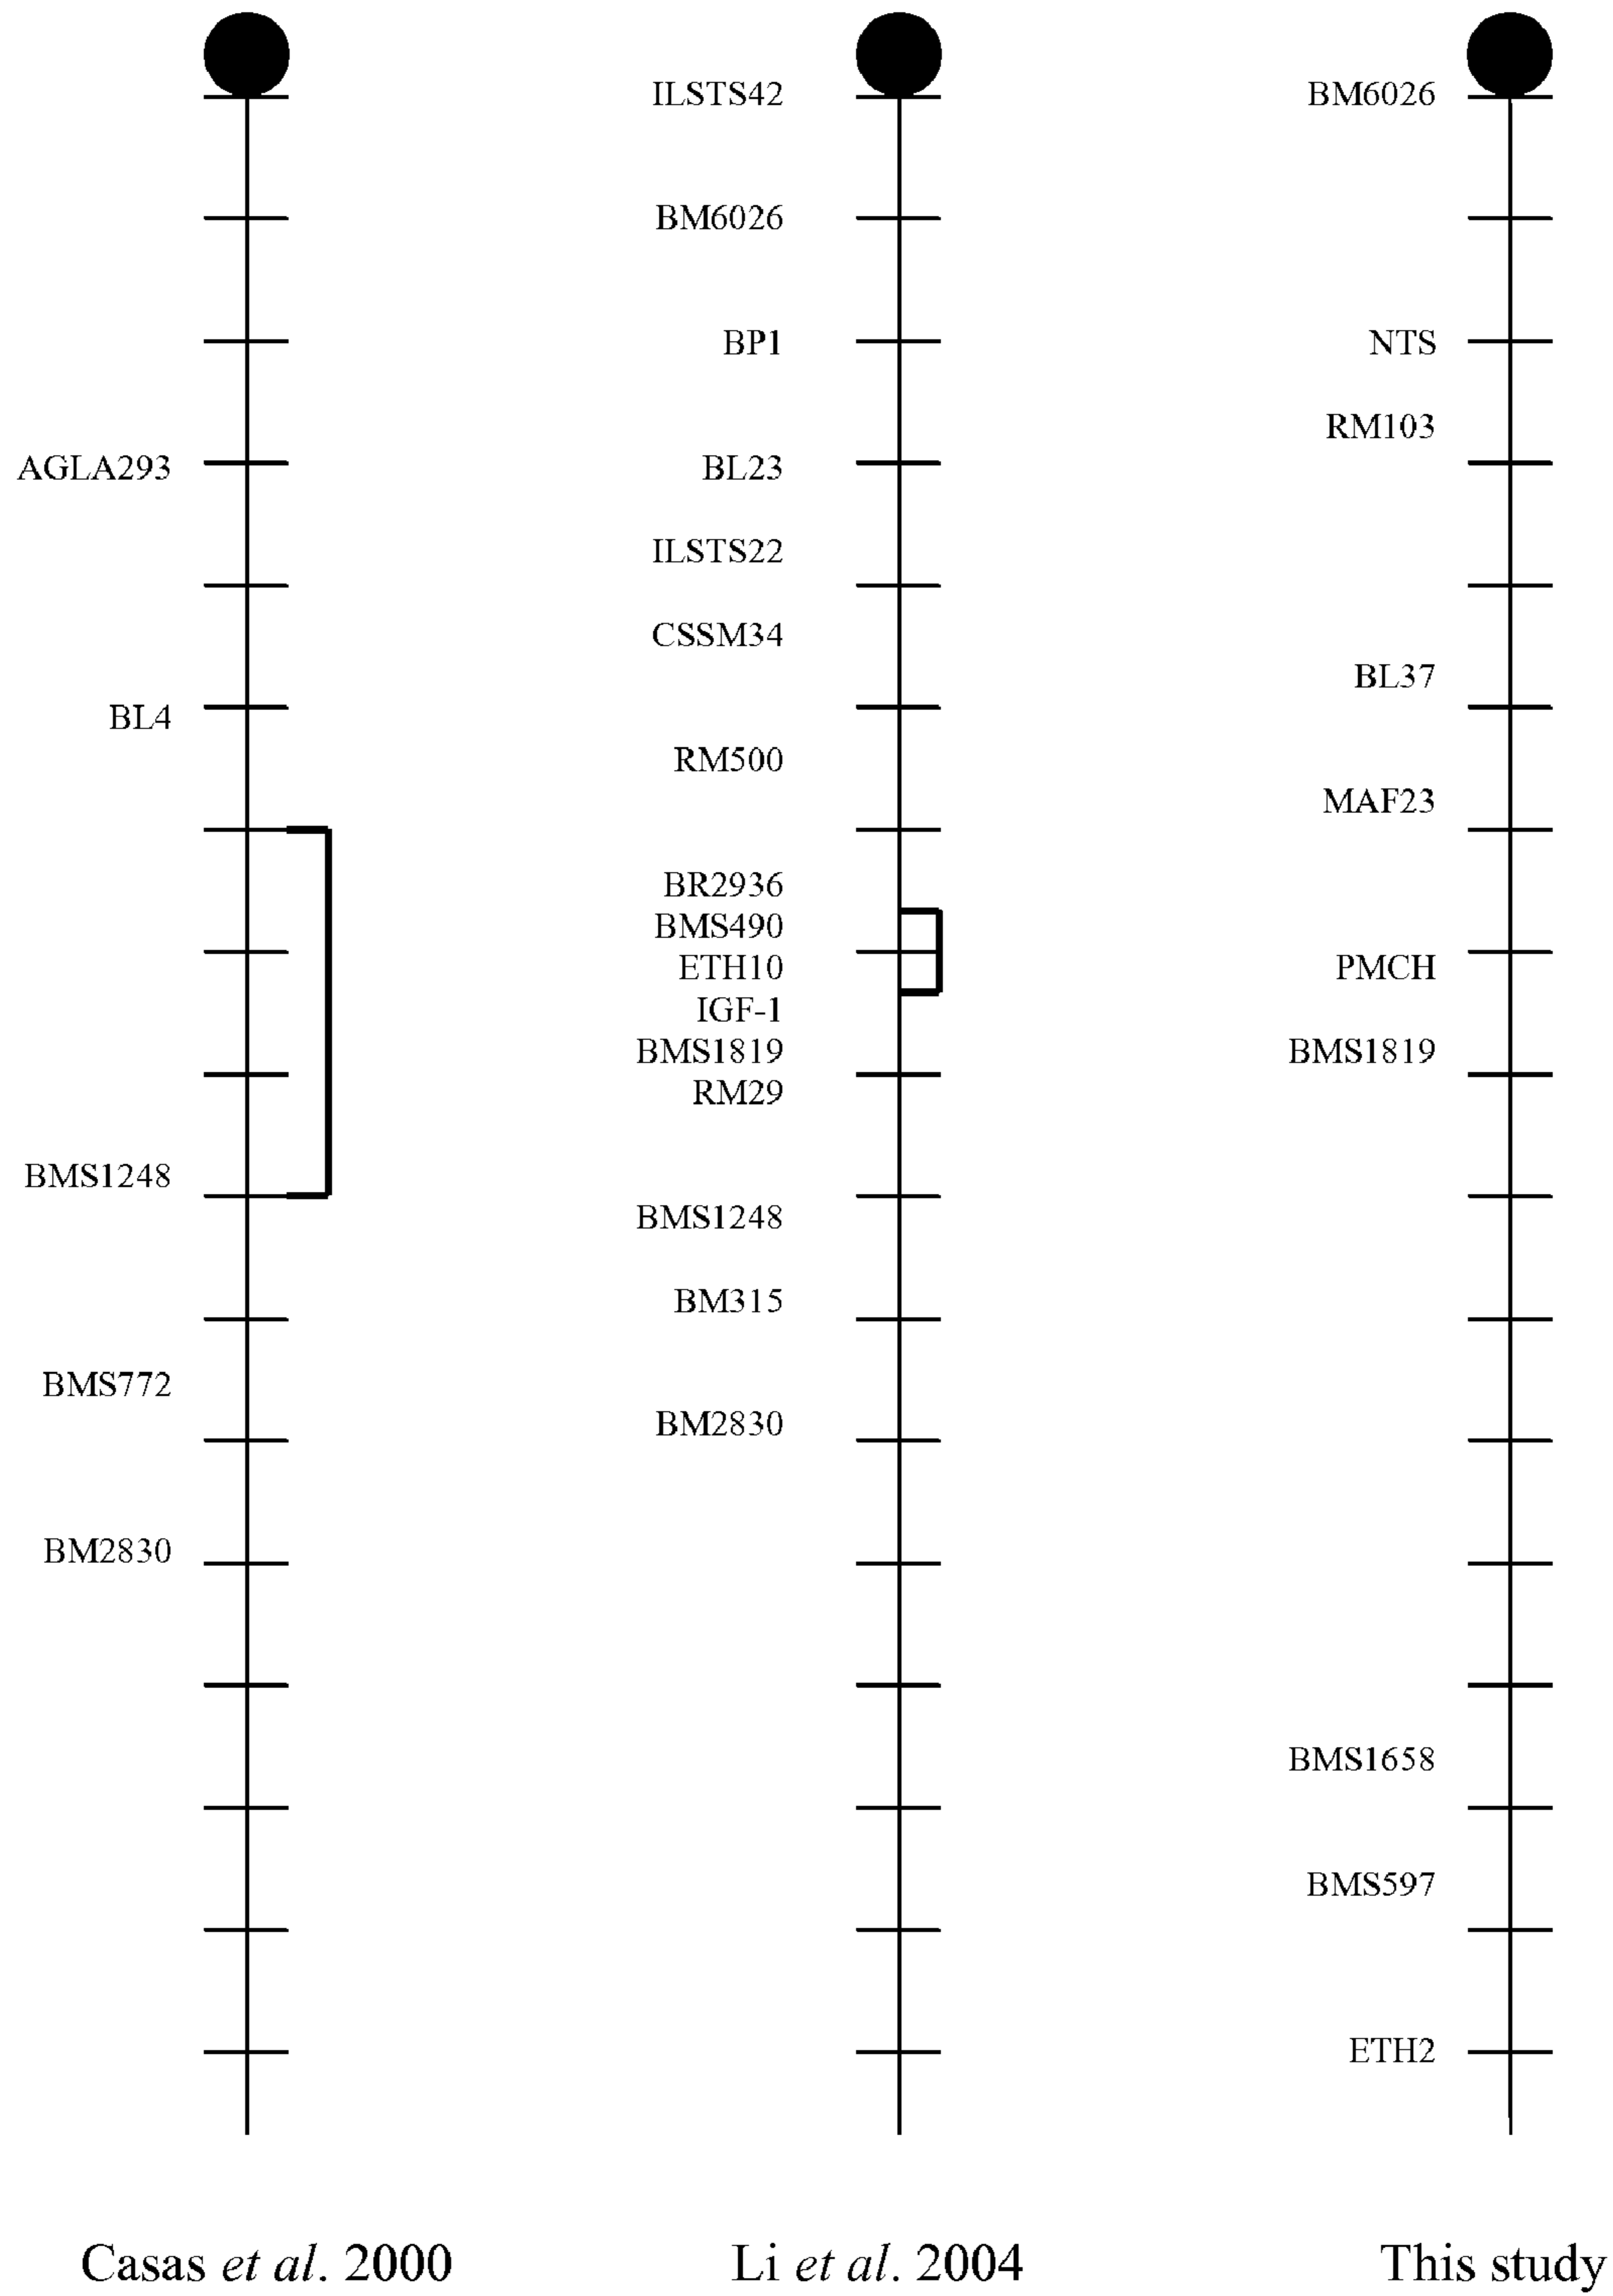 ILSTS42
BM6026
BP1
AGLA293
BL23
ILSTS22
CSSM34
BL4
RM500
BR2936
BMS490
ETH10
IGF-1
BMS1819
RM29
BMS1248
BMS1248
BM315
BMS772
BM2830
BM2830
BM6026
NTS
RM103
BL37
MAF23
PMCH
BMS1819
BMS1658
BMS597
ETH2
Casas et al. 2000
Li et al. 2004
This study